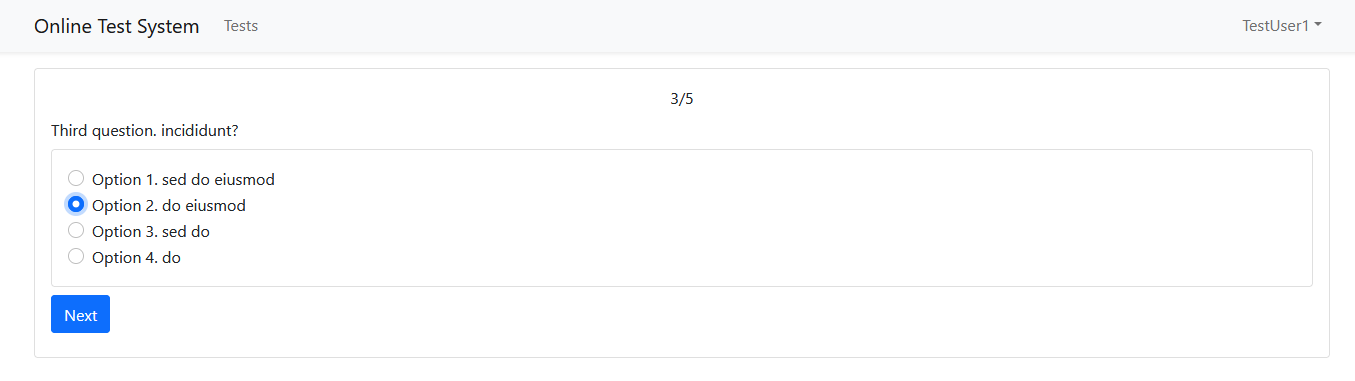 Online Test System Tests TestUser1
3/5
Third question. incididunt?
Option 1. sed do eiusmod
Option 2. do eiusmod
Option 3. sed do
Option 4. do
Next